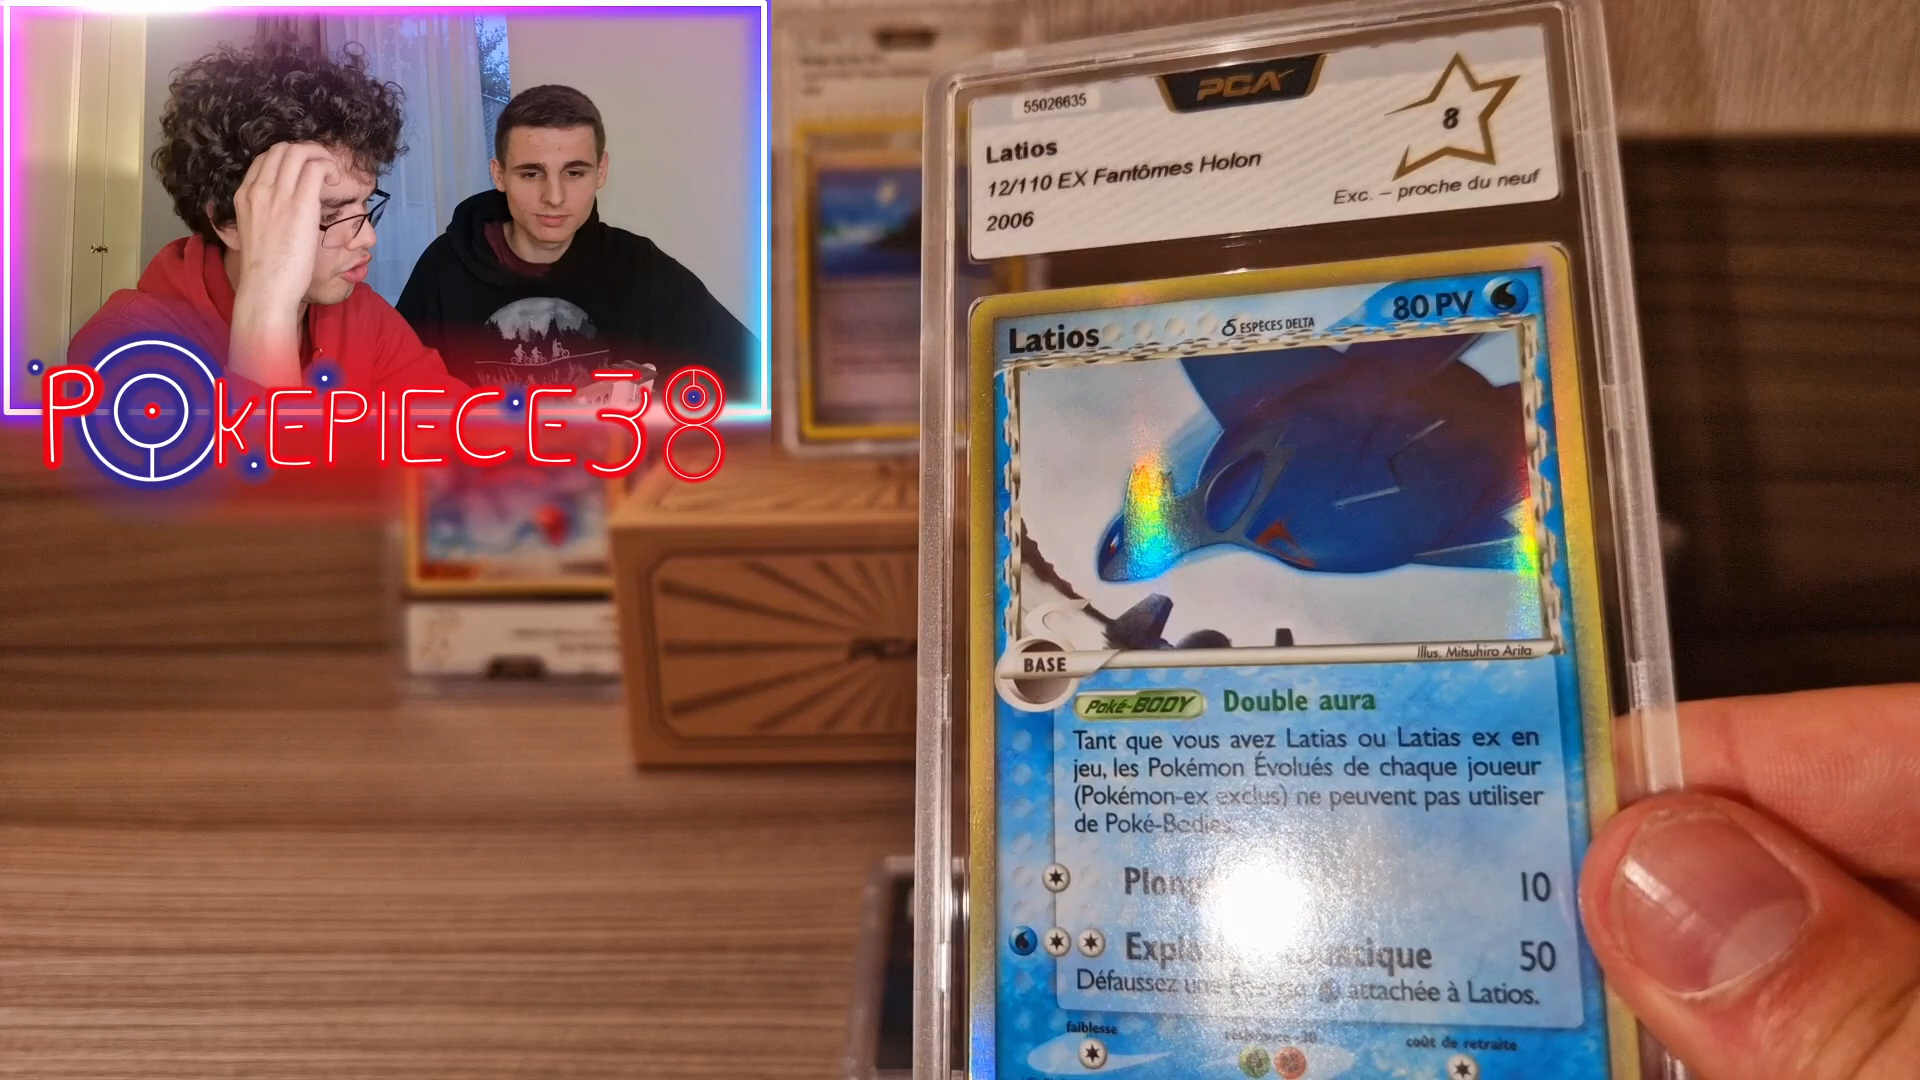 POKEPIECE38
PCA
55026635
8
Latios
12/110 EX Fantômes Holon
Exc. – proche du neuf
2006
Latios
δ ESPÈCES DELTA
80 PV
Illus. Mitsuhiro Arita
BASE
Poké-BODY Double aura
Tant que vous avez Latias ou Latias ex en
jeu, les Pokémon Évolués de chaque joueur
(Pokémon-ex exclus) ne peuvent pas utiliser
de Poké-Bodies.
10
50
Défaussez une attachée à Latios.
faiblesse
coût de retraite
PCA